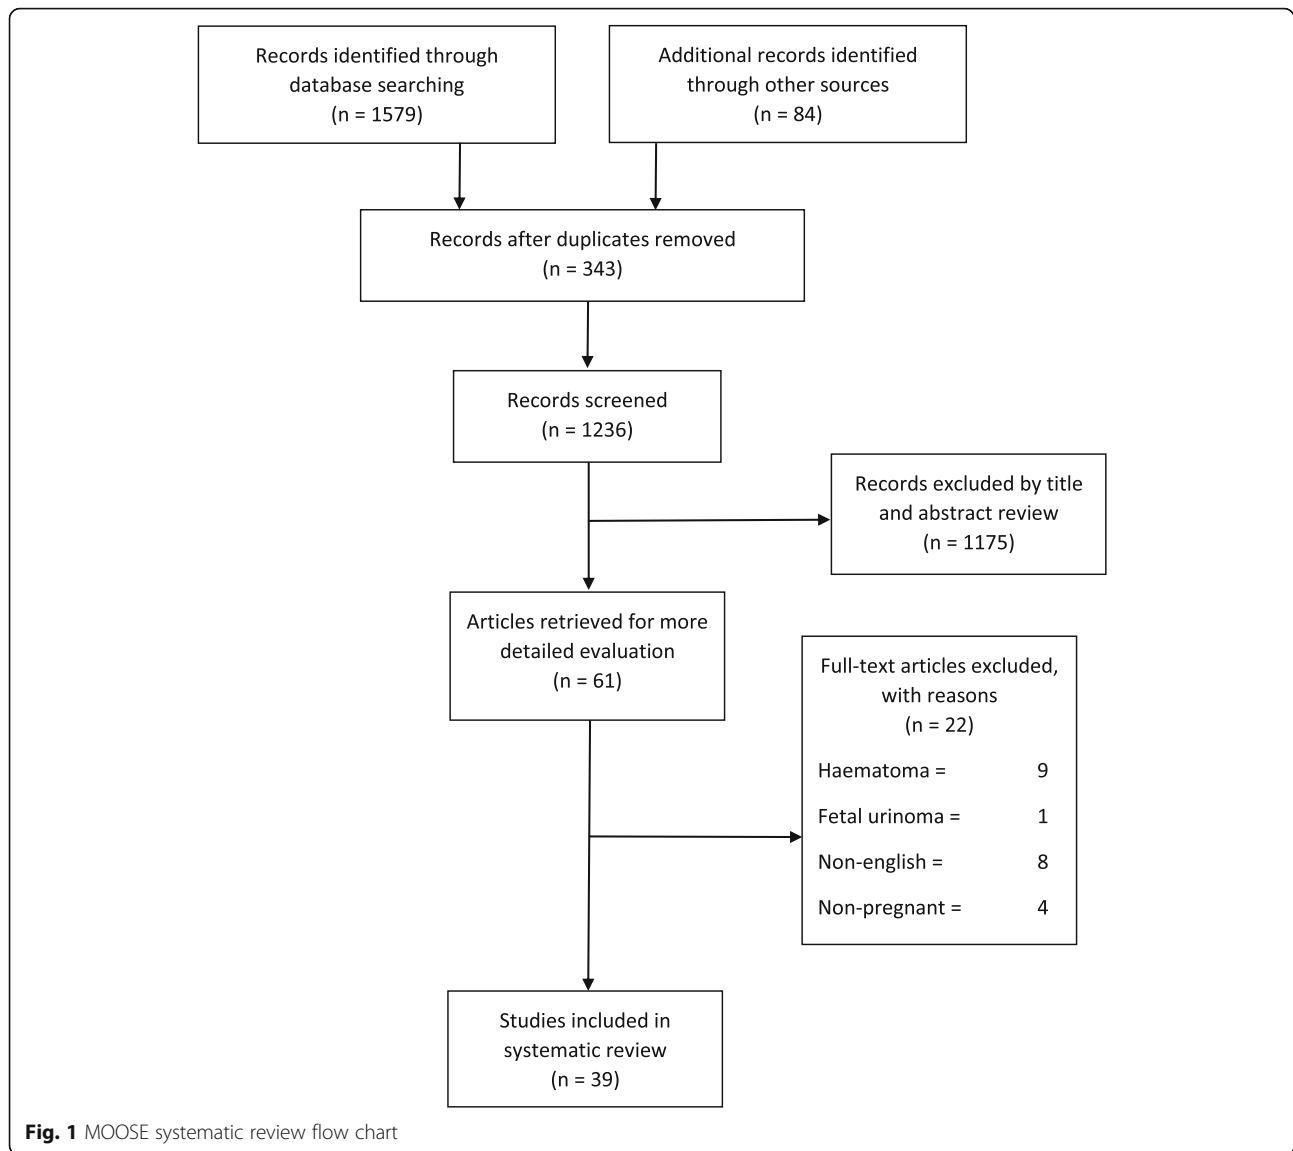 Records identified through
database searching
(n = 1579)
Additional records identified
through other sources
(n = 84)
Records after duplicates removed
(n = 343)
Records screened
(n = 1236)
Records excluded by title
and abstract review
(n = 1175)
Articles retrieved for more
detailed evaluation
(n = 61)
Full-text articles excluded,
with reasons
(n = 22)
Haematoma = 9
Fetal urinoma = 1
Non-english = 8
Non-pregnant = 4
Studies included in
systematic review
(n = 39)
Fig. 1 MOOSE systematic review flow chart